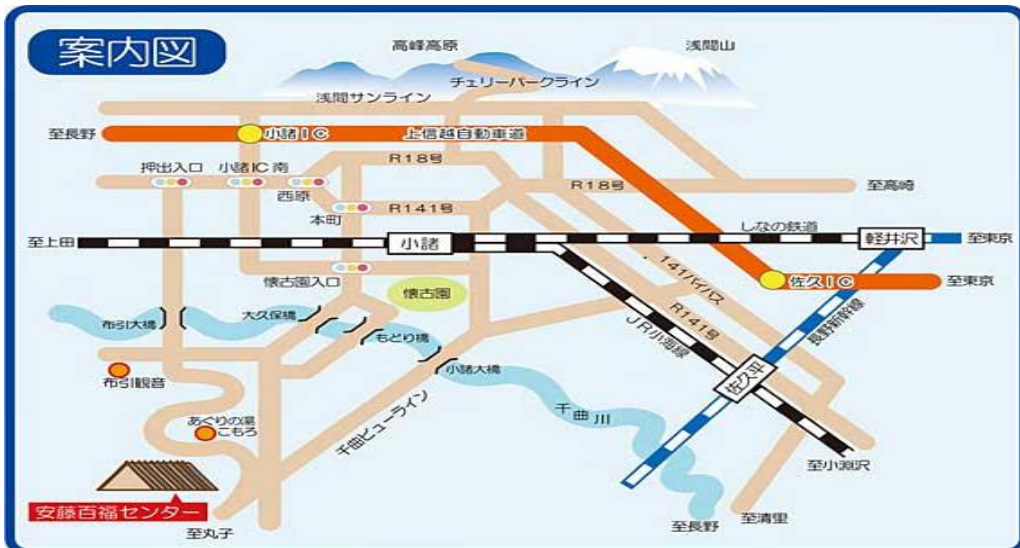 案内図
高峰高原
浅間山
チェリーパークライン
浅間サンライン
至長野
小諸IC
上信越自動車道
押出入口
小諸IC南
西原
R18号
R18号
至高崎
本町
R141号
しなの鉄道
至上田
小諸
軽井沢
至東京
懐古園入口
懐古園
141バイパス
佐久IC
至東京
布引大橋
大久保橋
もどり橋
R141号
JR小海線
長野新幹線
小諸大橋
布引観音
佐久平
千曲川
あぐりの湯
こもろ
千曲ビューライン
至小淵沢
安藤百福センター
至丸子
至長野
至清里